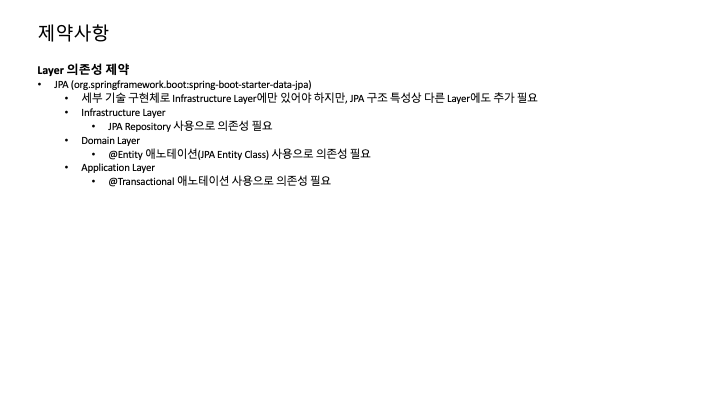 제약사항
Layer 의존성 제약
• JPA (org.springframework.boot:spring-boot-starter-data-jpa)
• 세부 기술 구현체로 Infrastructure Layer에만 있어야 하지만, JPA 구조 특성상 다른 Layer에도 추가 필요
• Infrastructure Layer
• JPA Repository 사용으로 의존성 필요
• Domain Layer
• @Entity 애노테이션(JPA Entity Class) 사용으로 의존성 필요
• Application Layer
• @Transactional 애노테이션 사용으로 의존성 필요